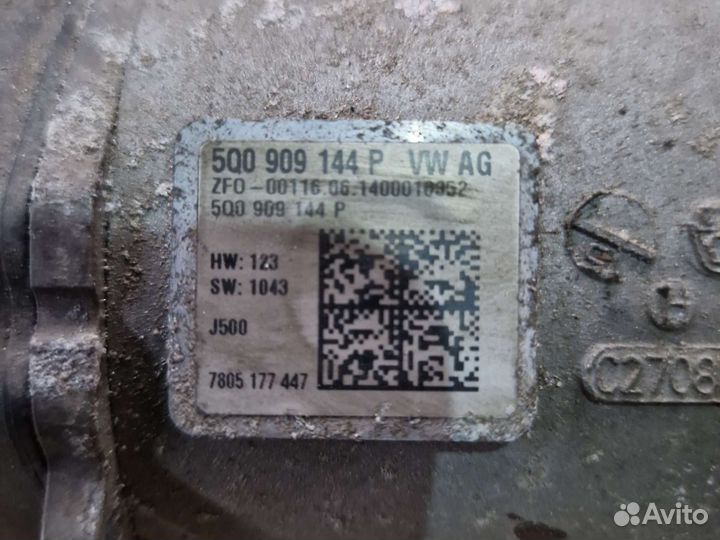 5Q0 909 144 P VW AG
ZFO-00116.06.1400010952
5Q0 909 144 P
HW: 123
SW: 1043
J500
7805 177 447
C2708
Avito